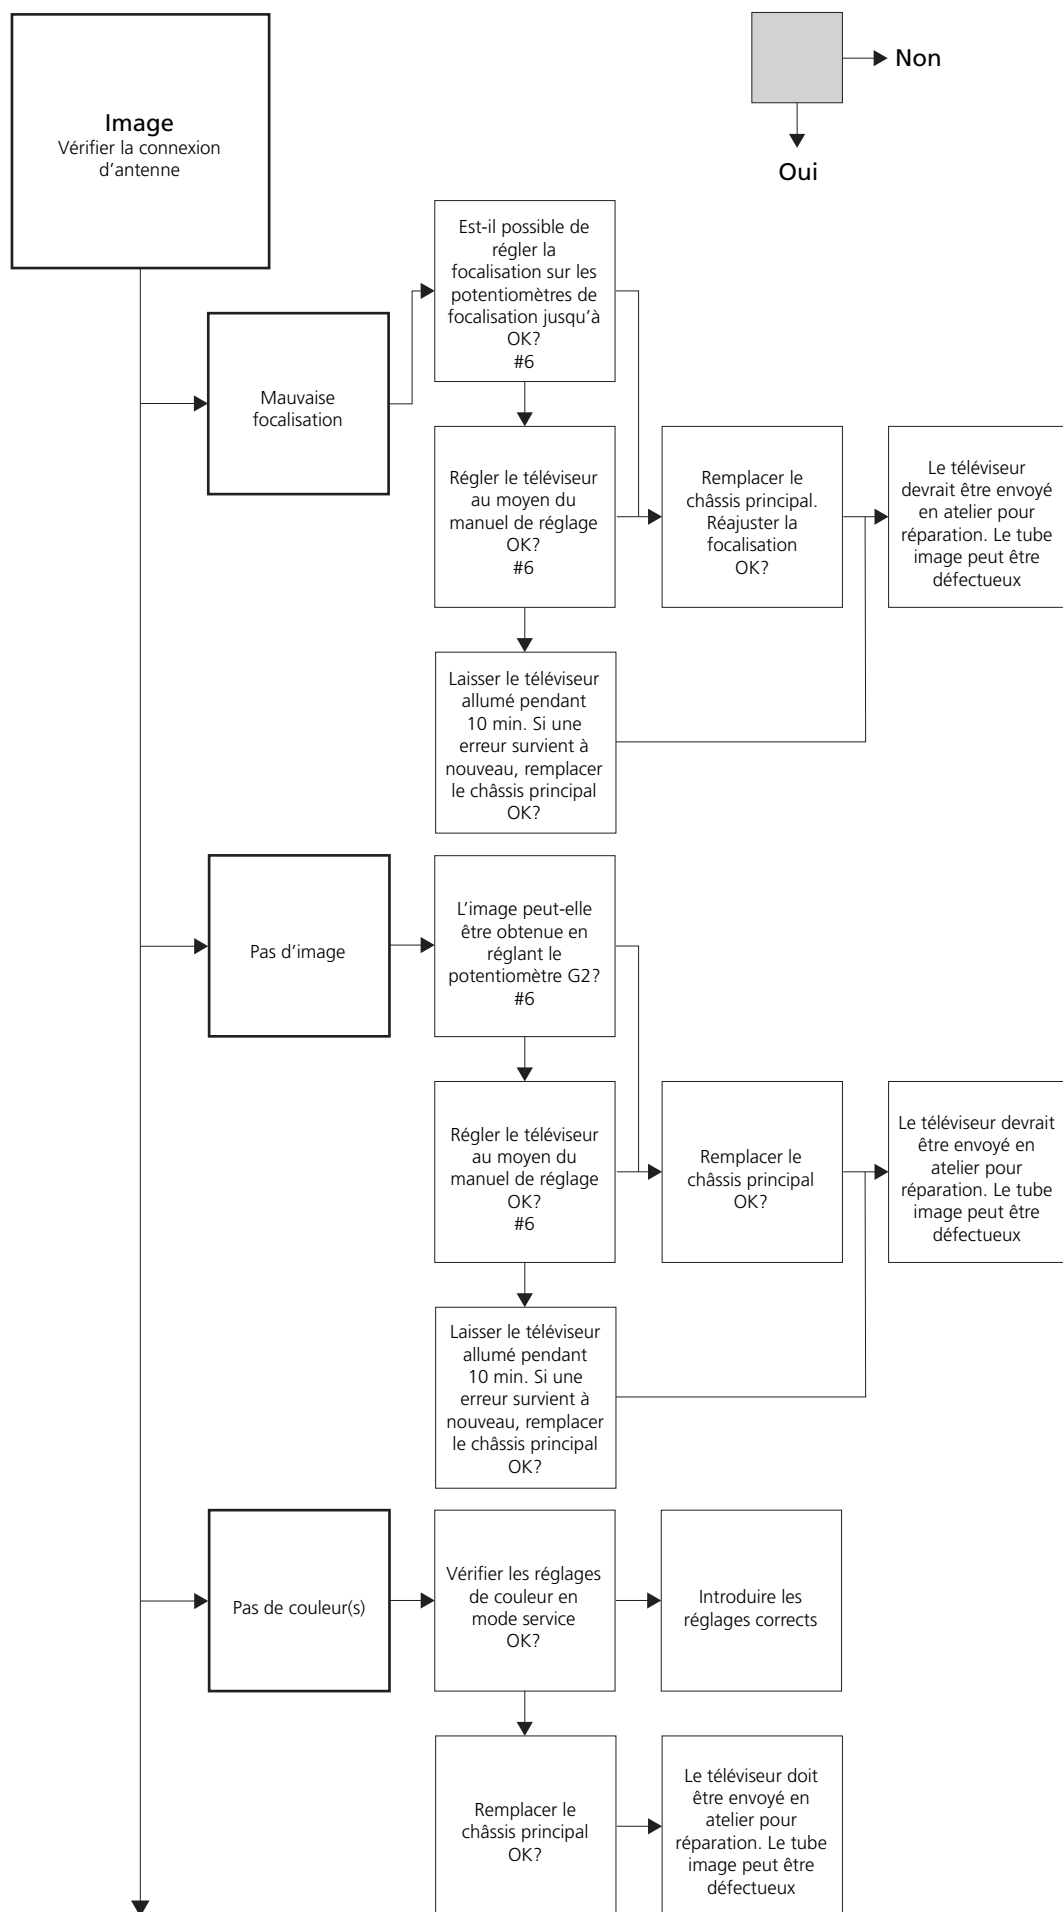 Image
Vérifier la connexion
d'antenne
Non
Oui
Est-il possible de
régler la
focalisation sur les
potentiomètres de
focalisation jusqu'à
OK?
#6
Mauvaise
focalisation
Régler le téléviseur
au moyen du
manuel de réglage
OK?
#6
Remplacer le
châssis principal.
Réajuster la
focalisation
OK?
Le téléviseur
devrait être envoyé
en atelier pour
réparation. Le tube
image peut être
défectueux
Laisser le téléviseur
allumé pendant
10 min. Si une
erreur survient à
nouveau, remplacer
le châssis principal
OK?
Pas d'image
L'image peut-elle
être obtenue en
réglant le
potentiomètre G2?
#6
Régler le téléviseur
au moyen du
manuel de réglage
OK?
#6
Remplacer le
châssis principal
OK?
Le téléviseur devrait
être envoyé en
atelier pour
réparation. Le tube
image peut être
défectueux
Laisser le téléviseur
allumé pendant
10 min. Si une
erreur survient à
nouveau, remplacer
le châssis principal
OK?
Pas de couleur(s)
Vérifier les réglages
de couleur en
mode service
OK?
Introduire les
réglages corrects
Remplacer le
châssis principal
OK?
Le téléviseur doit
être envoyé en
atelier pour
réparation. Le tube
image peut être
défectueux